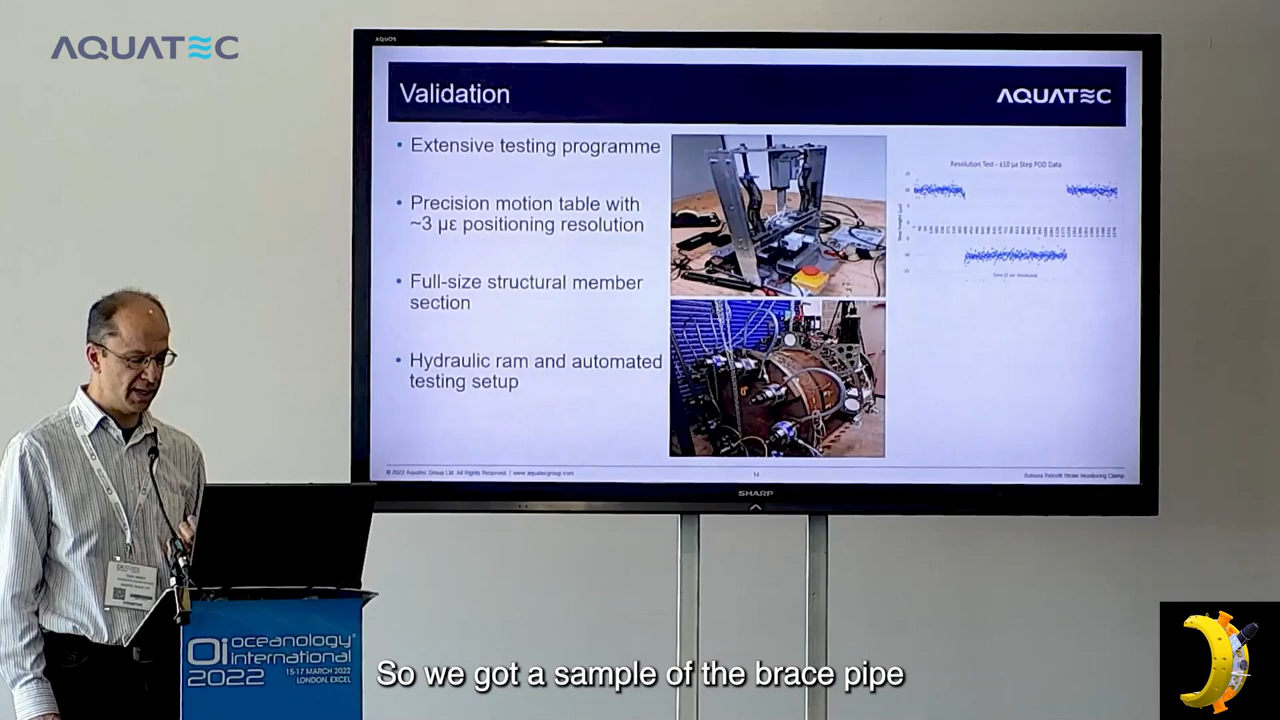 AQUATEC
AQUOS
Validation
AQUATEC
• Extensive testing programme
• Precision motion table with
~3 µε positioning resolution
• Full-size structural member
section
• Hydraulic ram and automated
testing setup
Resolution Test - ±10 µε Step POD Data
© 2022 Aquatec Group Ltd. All Rights Reserved. | www.aquatecgroup.com
14
Subsea Retrofit Strain Monitoring Clamp
SHARP
Oi oceanology
international
2022
15-17 MARCH 2022
LONDON, EXCEL
So we got a sample of the brace pipe